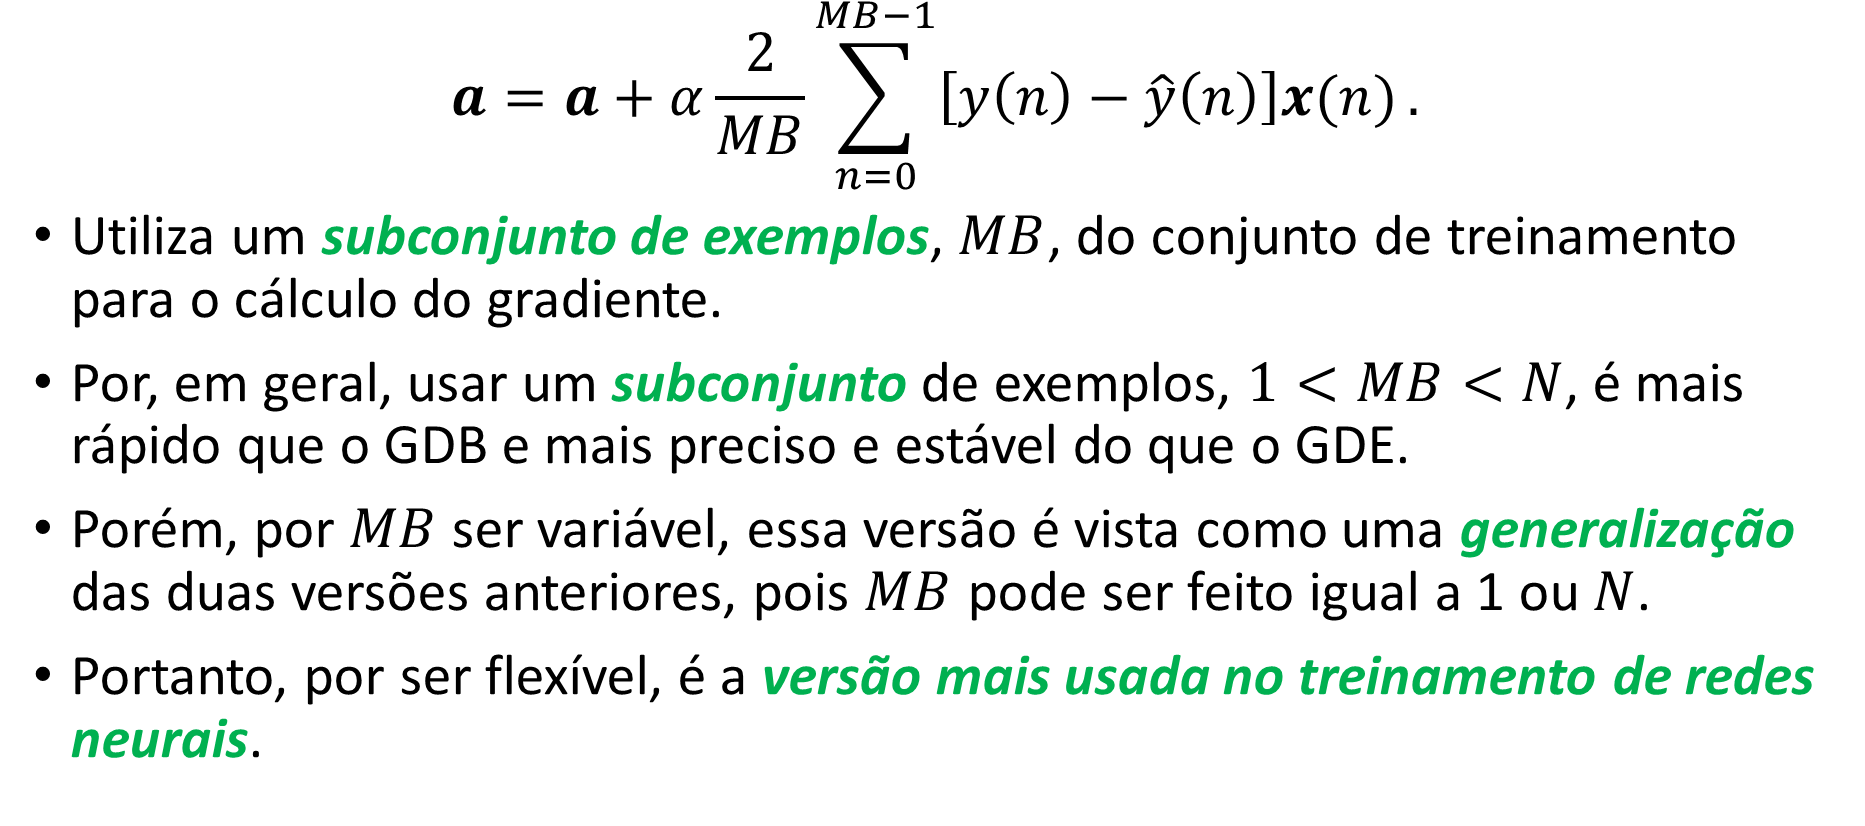 𝒂 = 𝒂 + 𝛼 2/𝑀𝐵 ∑_{𝑛=0}^{𝑀𝐵−1} [𝑦(𝑛) − 𝑦̂(𝑛)]𝒙(𝑛) .
• Utiliza um subconjunto de exemplos, 𝑀𝐵, do conjunto de treinamento
para o cálculo do gradiente.
• Por, em geral, usar um subconjunto de exemplos, 1 < 𝑀𝐵 < 𝑁, é mais
rápido que o GDB e mais preciso e estável do que o GDE.
• Porém, por 𝑀𝐵 ser variável, essa versão é vista como uma generalização
das duas versões anteriores, pois 𝑀𝐵 pode ser feito igual a 1 ou 𝑁.
• Portanto, por ser flexível, é a versão mais usada no treinamento de redes
neurais.